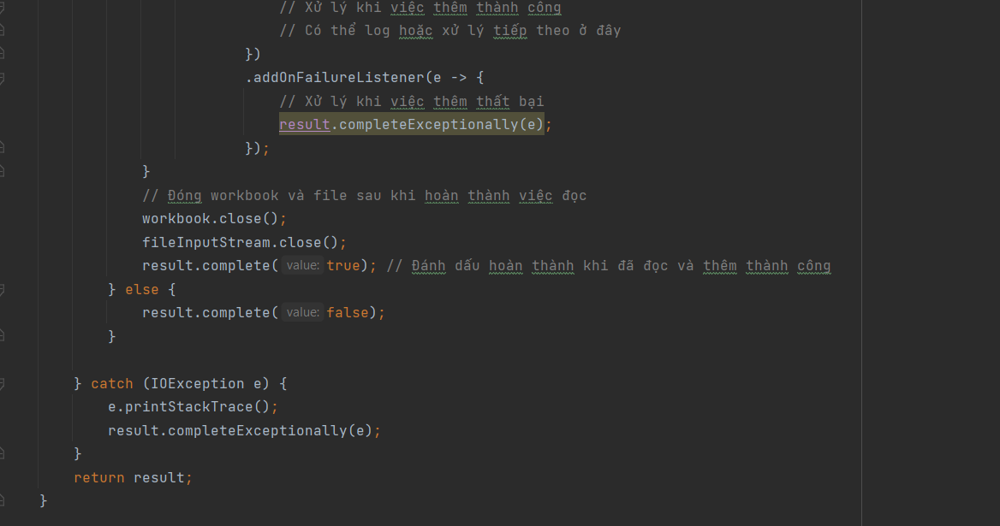 // Xử lý khi việc thêm thành công
// Có thể log hoặc xử lý tiếp theo ở đây
})
.addOnFailureListener(e -> {
// Xử lý khi việc thêm thất bại
result.completeExceptionally(e);
});
}
// Đóng workbook và file sau khi hoàn thành việc đọc
workbook.close();
fileInputStream.close();
result.complete( value: true); // Đánh dấu hoàn thành khi đã đọc và thêm thành công
} else {
result.complete( value: false);
}
} catch (IOException e) {
e.printStackTrace();
result.completeExceptionally(e);
}
return result;
}